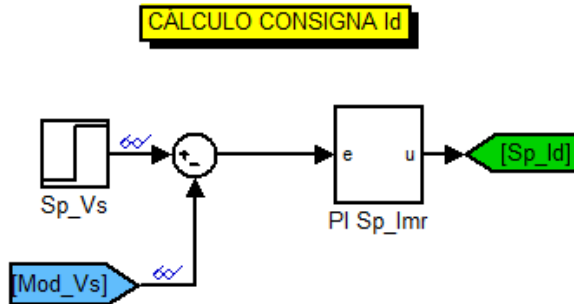 CÁLCULO CONSIGNA Id
Sp_Vs
e u
PI Sp_Imr
[Sp_Id]
[Mod_Vs]